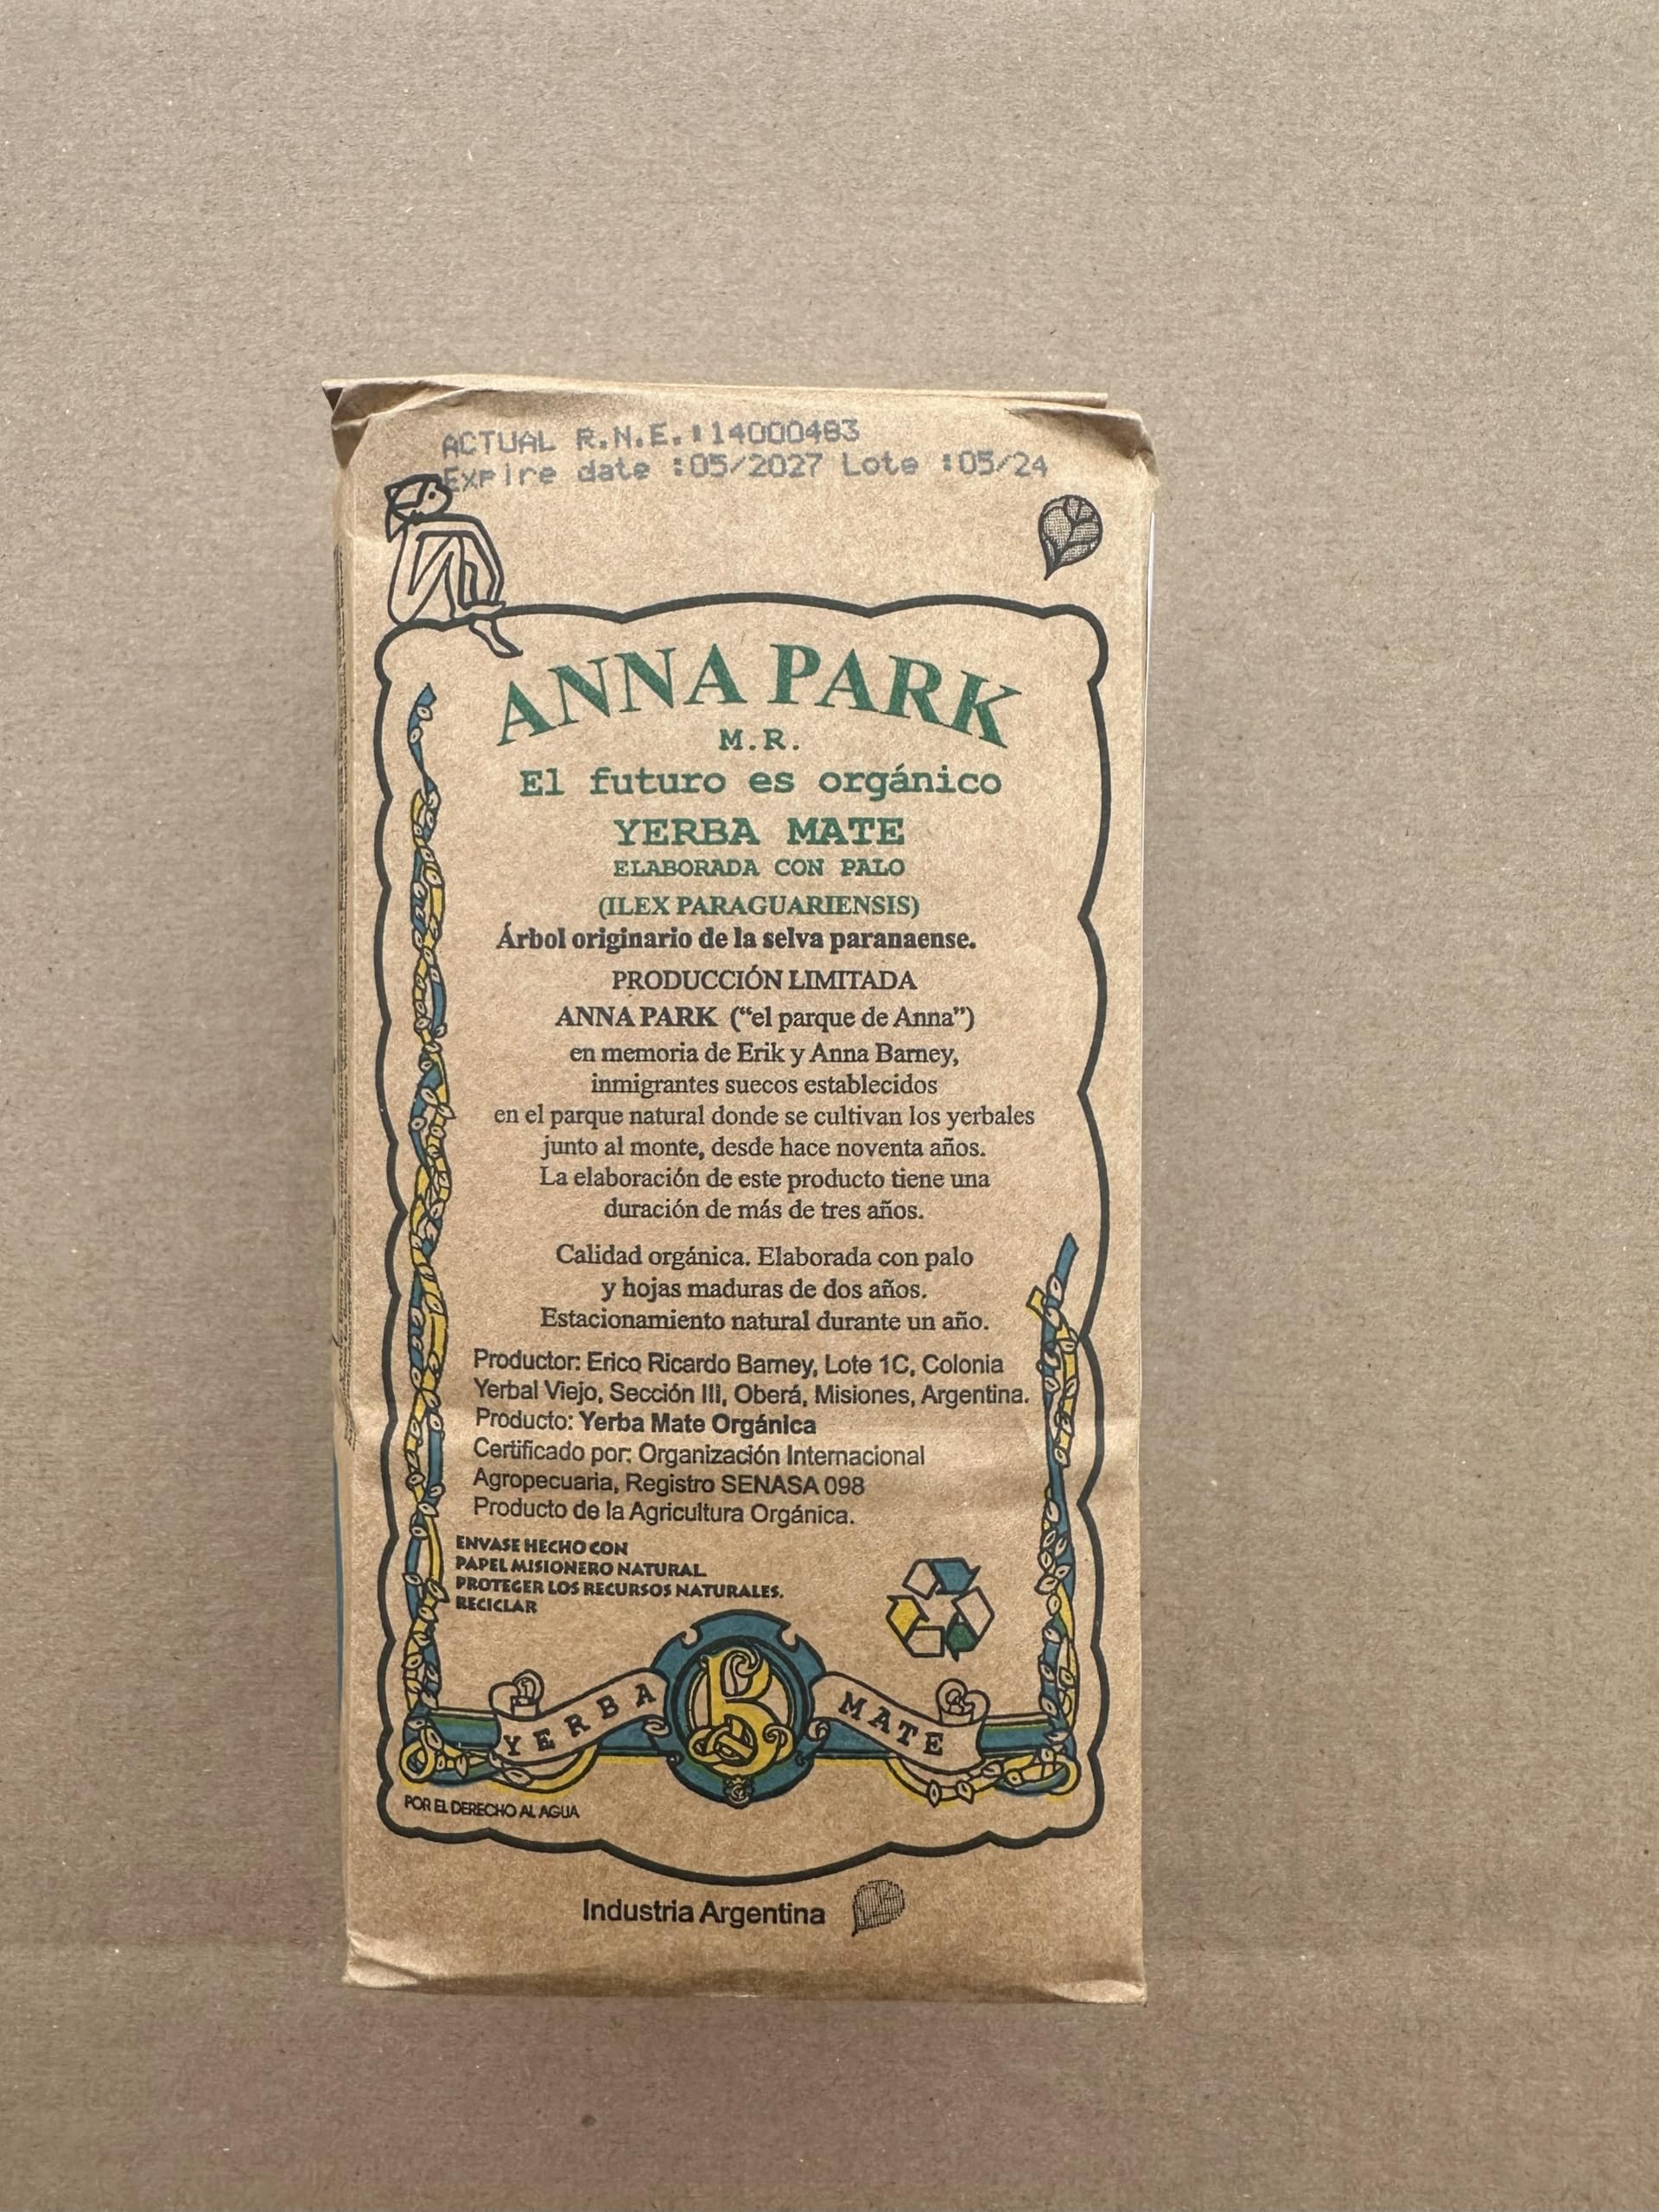 ACTUAL R.N.E.:14000483
Expire date :05/2027 Lote :05/24
ANNA PARK
M.R.
El futuro es orgánico
YERBA MATE
ELABORADA CON PALO
(ILEX PARAGUARIENSIS)
Árbol originario de la selva paranaense.
PRODUCCIÓN LIMITADA
ANNA PARK ("el parque de Anna")
en memoria de Erik y Anna Barney,
inmigrantes suecos establecidos
en el parque natural donde se cultivan los yerbales
junto al monte, desde hace noventa años.
La elaboración de este producto tiene una
duración de más de tres años.
Calidad orgánica. Elaborada con palo
y hojas maduras de dos años.
Estacionamiento natural durante un año.
Productor: Erico Ricardo Barney, Lote 1C, Colonia
Yerbal Viejo, Sección III, Oberá, Misiones, Argentina.
Producto: Yerba Mate Orgánica
Certificado por: Organización Internacional
Agropecuaria, Registro SENASA 098
Producto de la Agricultura Orgánica.
ENVASE HECHO CON
PAPEL MISIONERO NATURAL
PROTEGER LOS RECURSOS NATURALES.
RECICLAR
YERBA B MATE
POR EL DERECHO AL AGUA
Industria Argentina